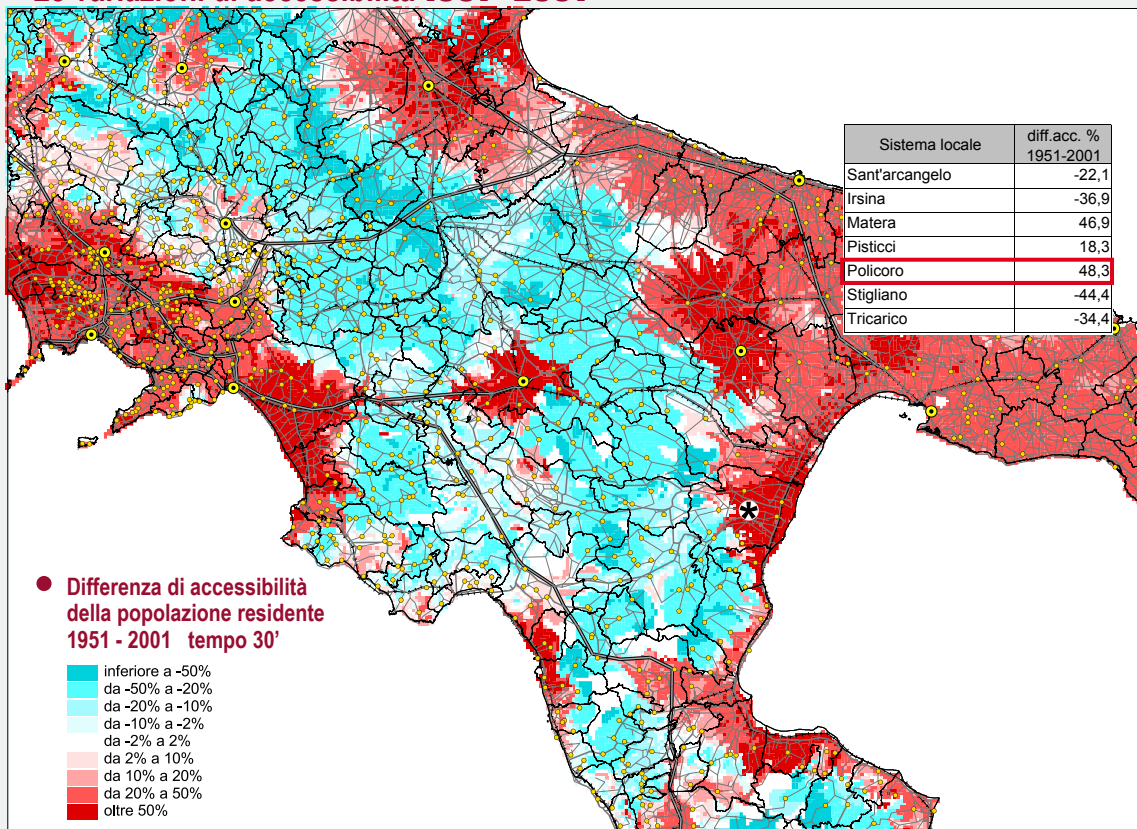 Sistema locale diff.acc. % 1951-2001
Sant'arcangelo -22,1
Irsina -36,9
Matera 46,9
Pisticci 18,3
Policoro 48,3
Stigliano -44,4
Tricarico -34,4
*
● Differenza di accessibilità
della popolazione residente
1951 - 2001 tempo 30'
inferiore a -50%
da -50% a -20%
da -20% a -10%
da -10% a -2%
da -2% a 2%
da 2% a 10%
da 10% a 20%
da 20% a 50%
oltre 50%